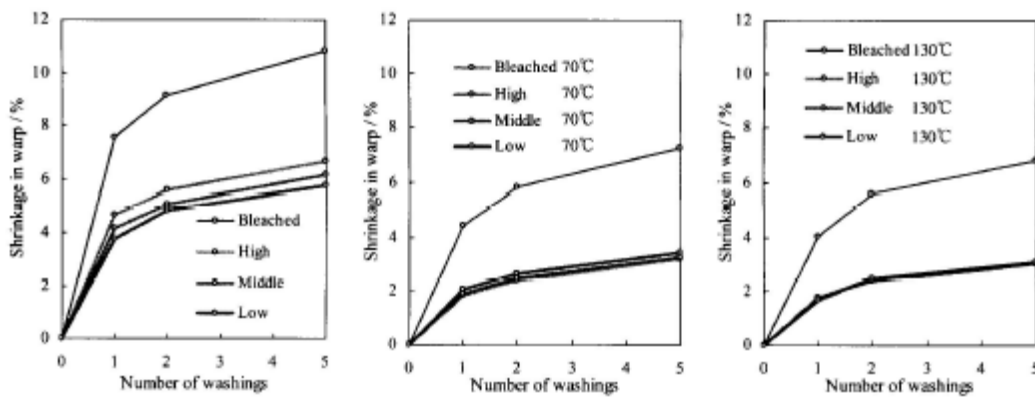 12
10
8
6
4
2
0
Shrinkage in warp / %
Bleached
High
Middle
Low
0 1 2 3 4 5
Number of washings
12
10
8
6
4
2
0
Shrinkage in warp / %
Bleached 70℃
High 70℃
Middle 70℃
Low 70℃
0 1 2 3 4 5
Number of washings
12
10
8
6
4
2
0
Shrinkage in warp / %
Bleached 130℃
High 130℃
Middle 130℃
Low 130℃
0 1 2 3 4 5
Number of washings